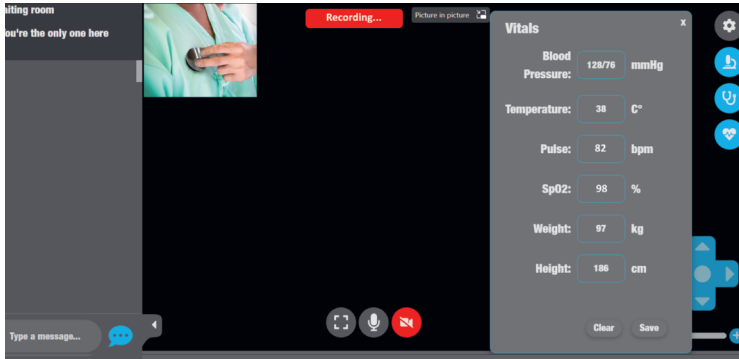 aiting room
ou're the only one here
Type a message...
Recording...
Picture in picture
Vitals
x
Blood
Pressure:
128/76
mmHg
Temperature:
38
C°
Pulse:
82
bpm
SpO2:
98
%
Weight:
97
kg
Height:
186
cm
Clear
Save